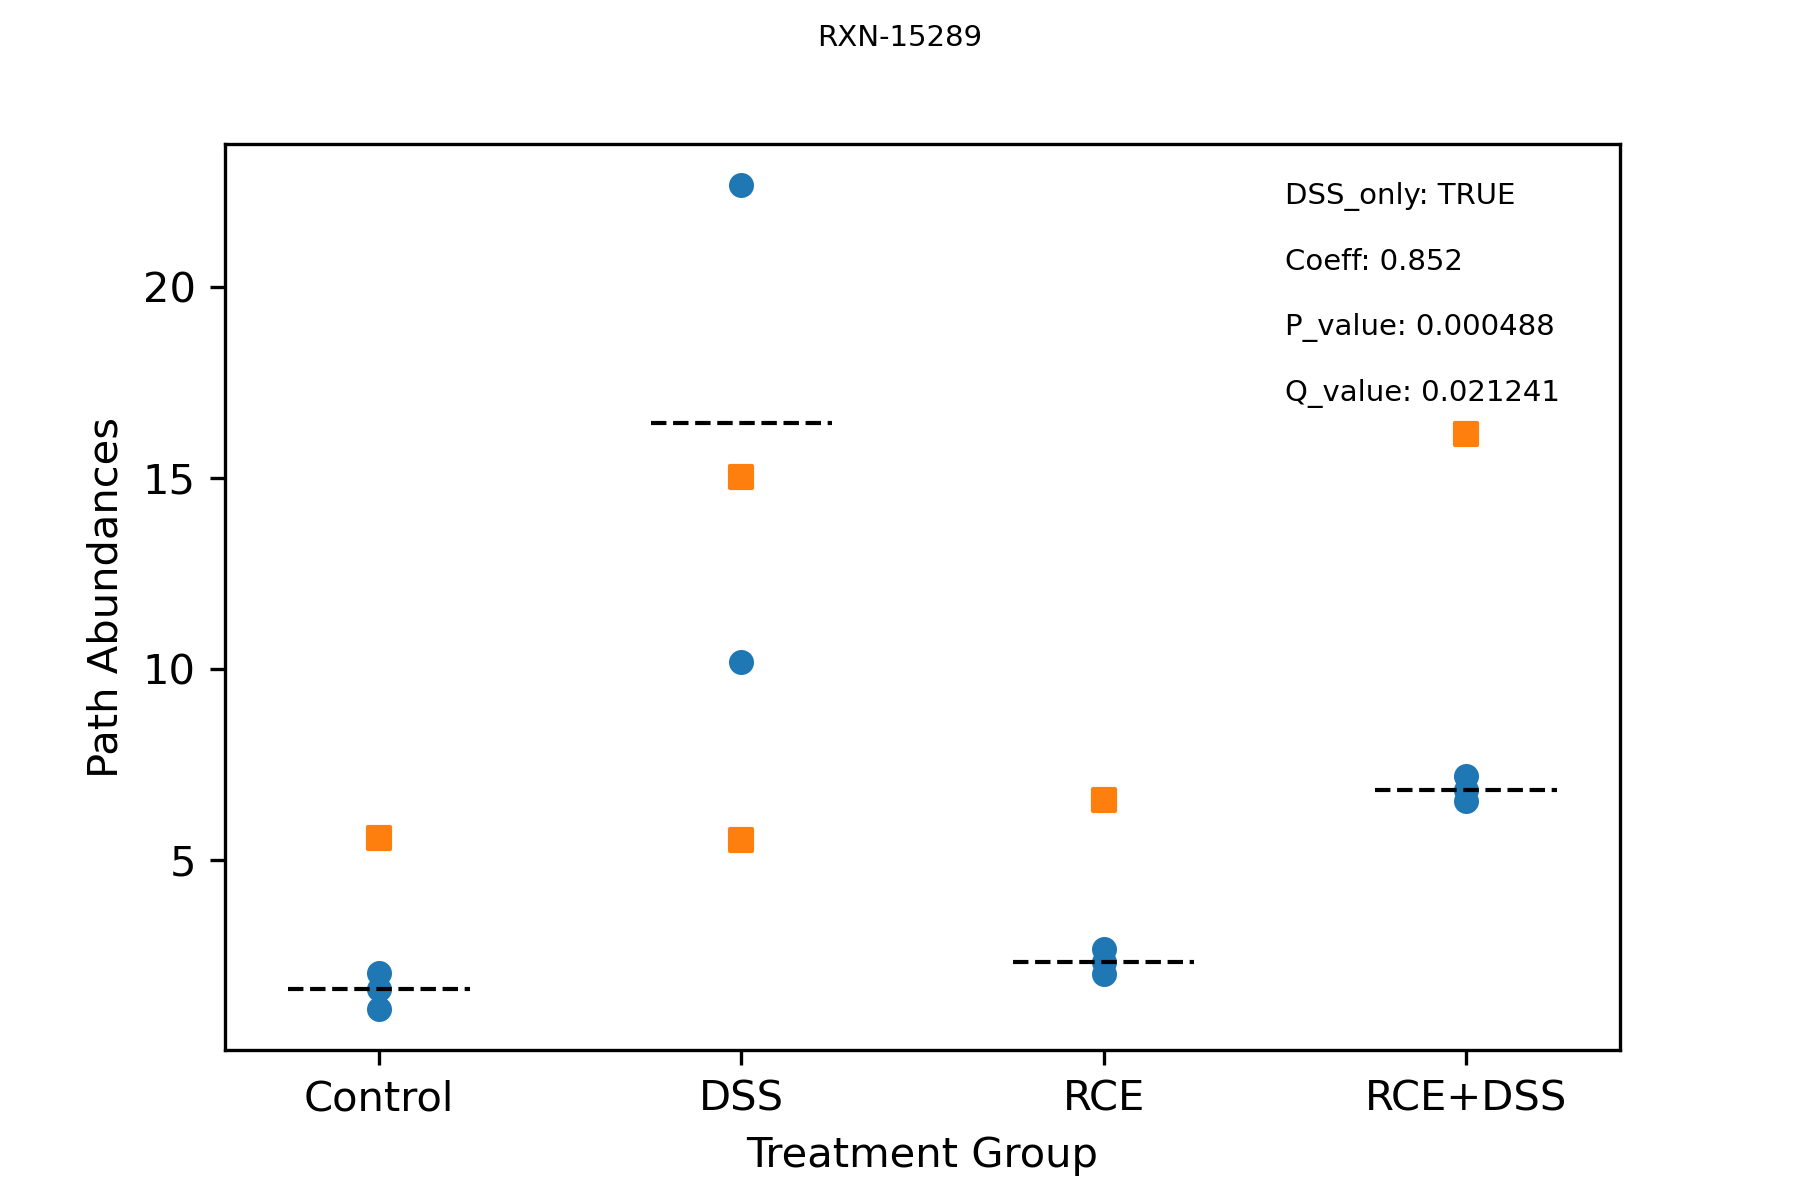 RXN-15289
DSS_only: TRUE
Coeff: 0.852
P_value: 0.000488
Q_value: 0.021241
20
15
10
5
Path Abundances
Control DSS RCE RCE+DSS
Treatment Group